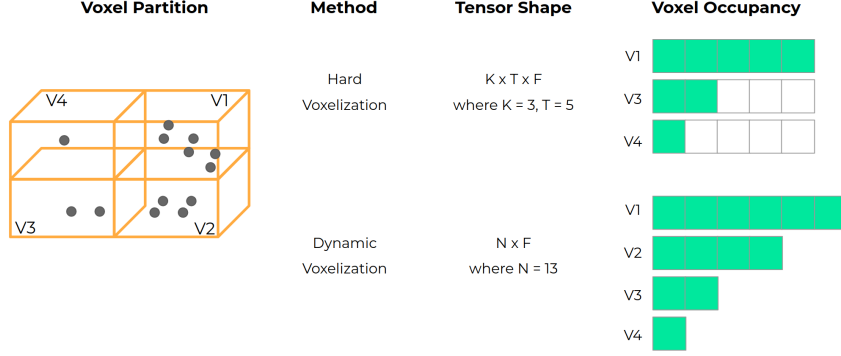 Voxel Partition
Method
Tensor Shape
Voxel Occupancy
V4
V1
V3
V2
Hard
Voxelization
K x T x F
where K = 3, T = 5
V1
V3
V4
Dynamic
Voxelization
N x F
where N = 13
V1
V2
V3
V4